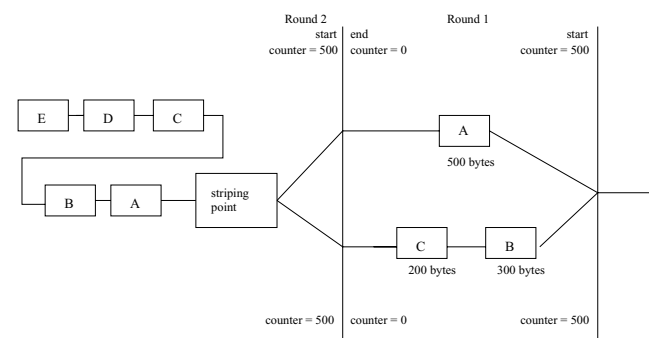 Round 2
Round 1
start
end
start
counter = 500
counter = 0
counter = 500
E
D
C
A
500 bytes
B
A
striping
point
C
B
200 bytes
300 bytes
counter = 500
counter = 0
counter = 500